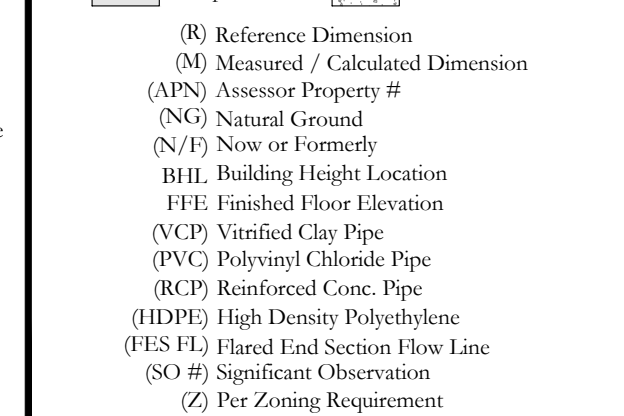 (R) Reference Dimension
(M) Measured / Calculated Dimension
(APN) Assessor Property #
(NG) Natural Ground
(N/F) Now or Formerly
BHL Building Height Location
FFE Finished Floor Elevation
(VCP) Vitrified Clay Pipe
(PVC) Polyvinyl Chloride Pipe
(RCP) Reinforced Conc. Pipe
(HDPE) High Density Polyethylene
(FES FL) Flared End Section Flow Line
(SO #) Significant Observation
(Z) Per Zoning Requirement